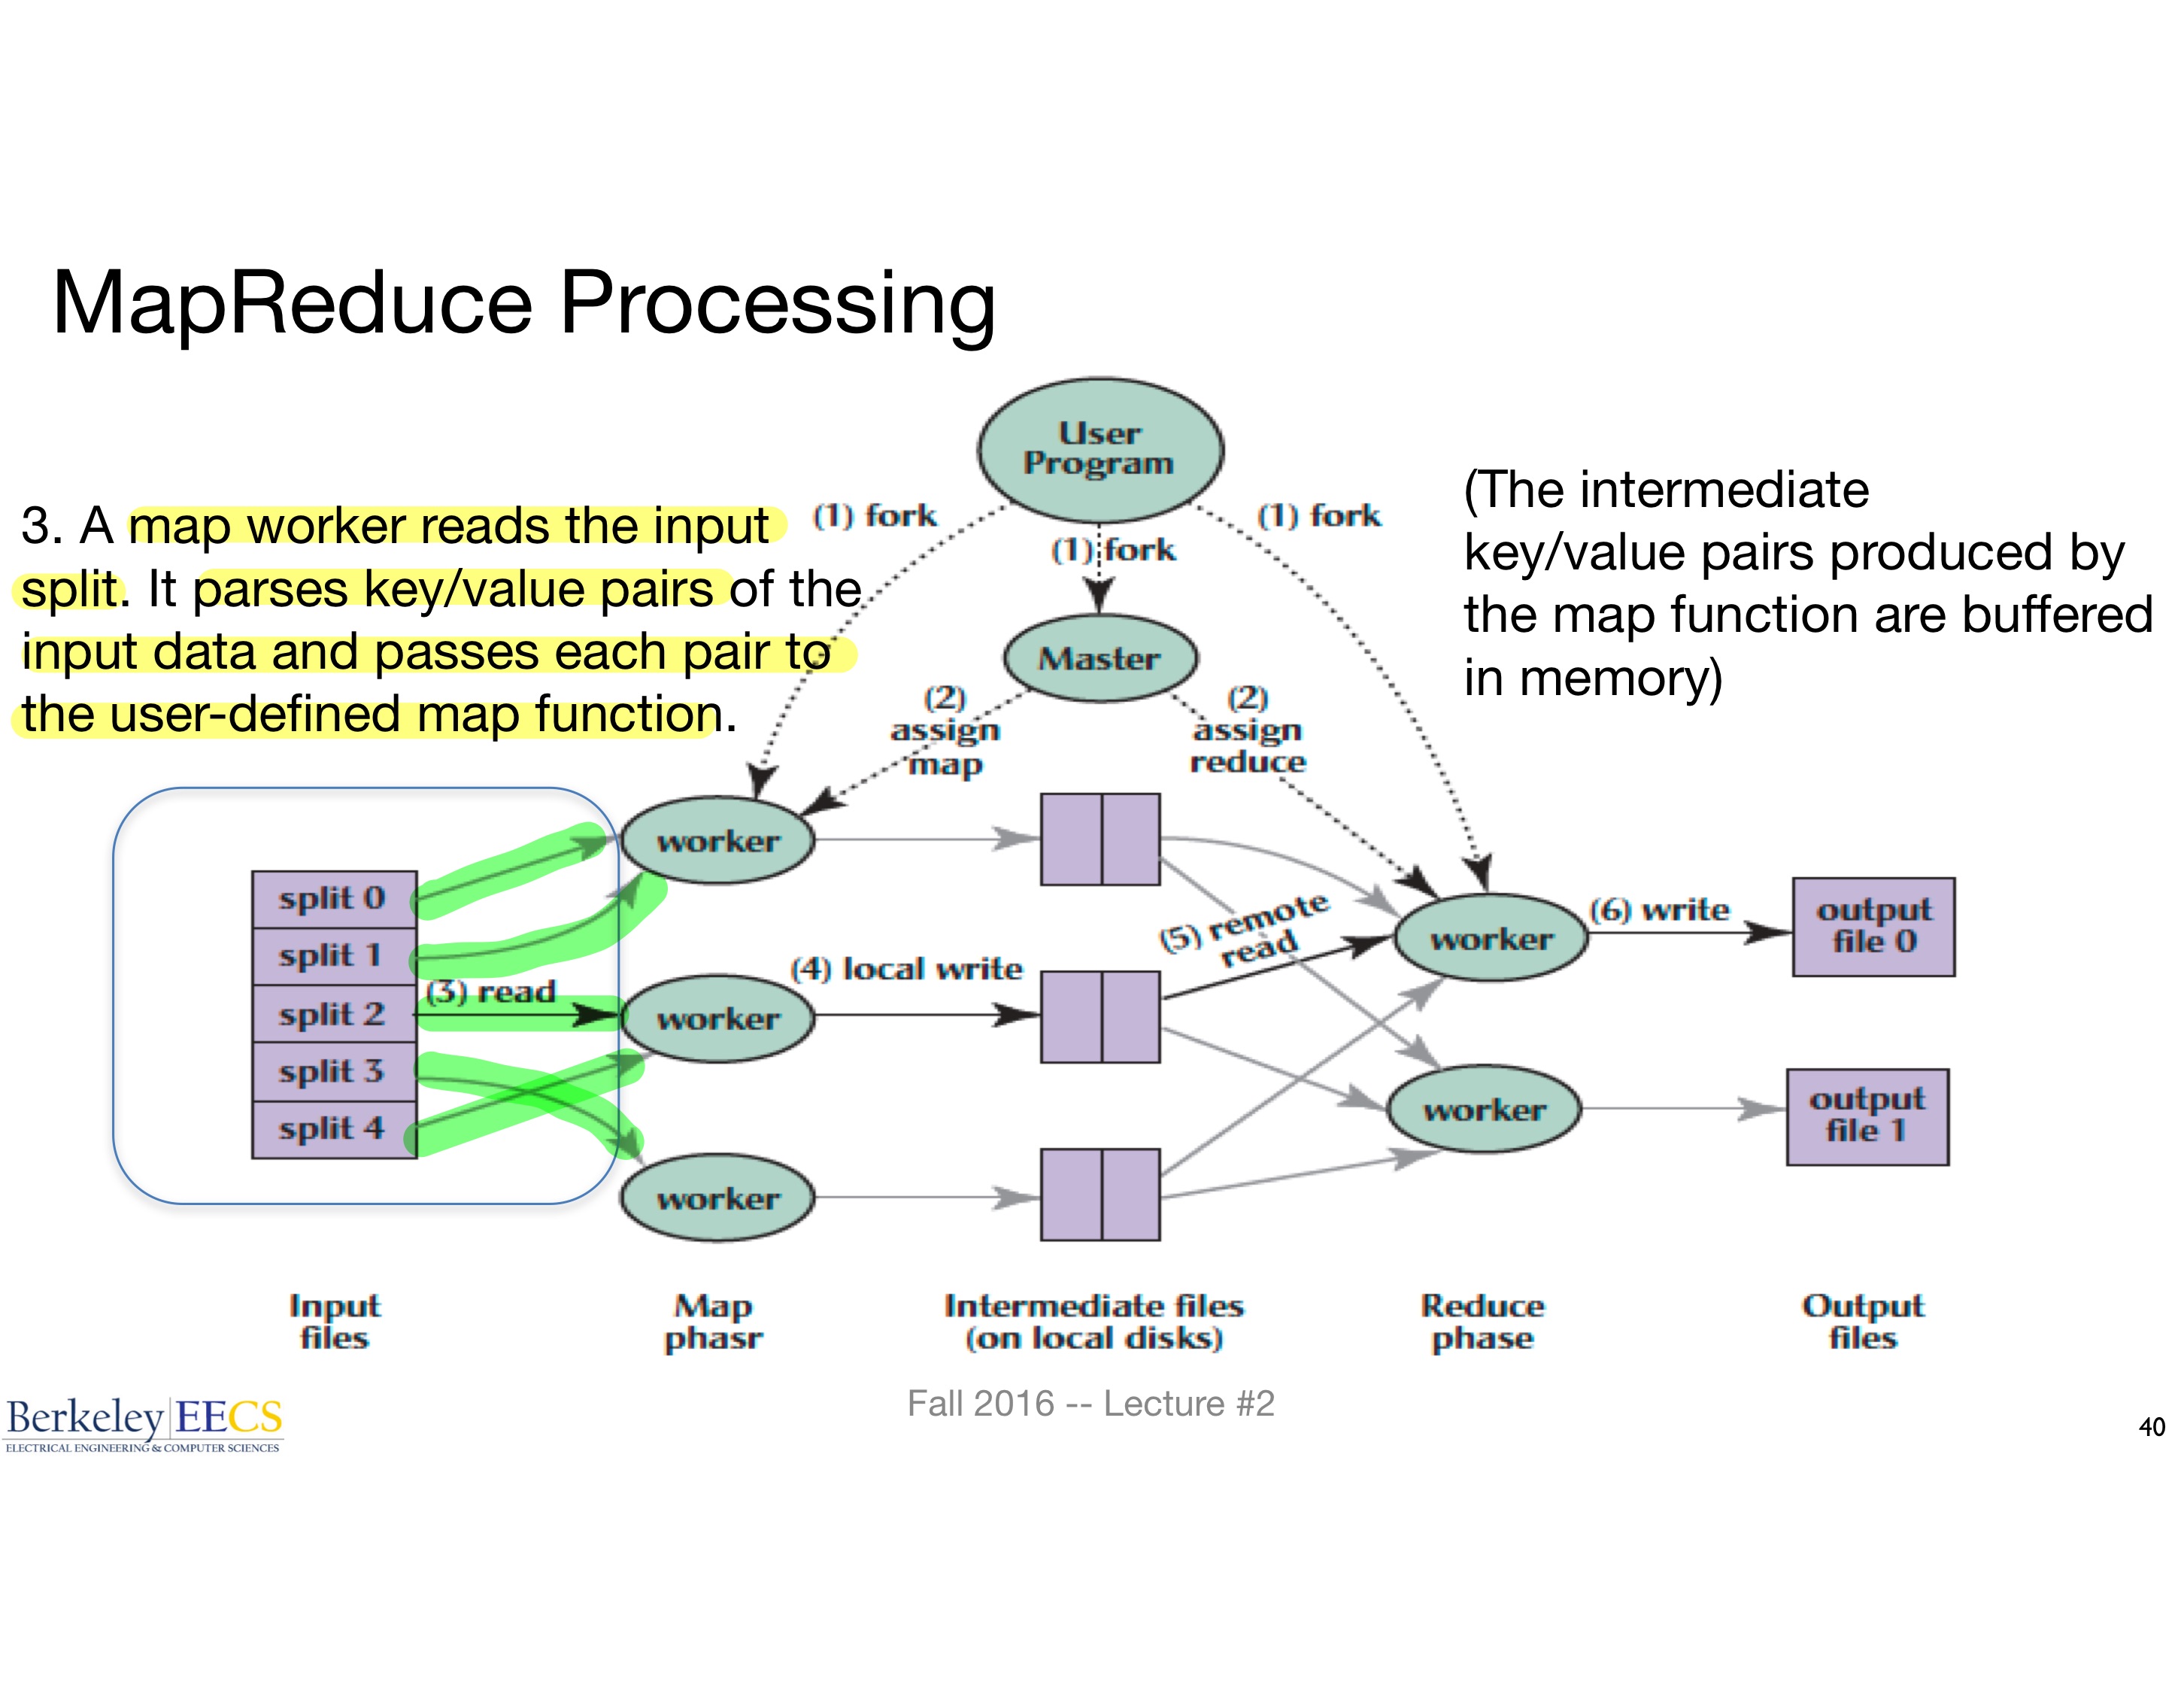 MapReduce Processing
3. A map worker reads the input
split. It parses key/value pairs of the
input data and passes each pair to
the user-defined map function.
(The intermediate
key/value pairs produced by
the map function are buffered
in memory)
User
Program
(1) fork
(1) fork
(1) fork
Master
(2)
assign
map
(2)
assign
reduce
split 0
split 1
split 2
split 3
split 4
(3) read
worker
worker
worker
(4) local write
(5) remote
read
worker
worker
(6) write
output
file 0
output
file 1
Input
files
Map
phasr
Intermediate files
(on local disks)
Reduce
phase
Output
files
Berkeley EECS
ELECTRICAL ENGINEERING & COMPUTER SCIENCES
Fall 2016 -- Lecture #2
40